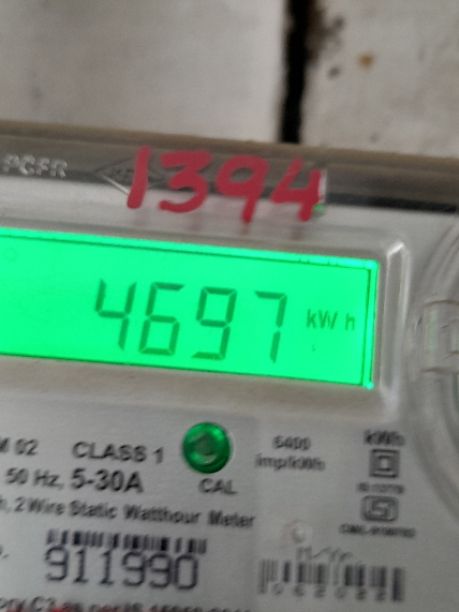 1394
4697 kWh
CLASS 1
6400
imp/kWh
kWh
50 Hz, 5-30A
CAL
2 Wire Static Watthour Meter
911990